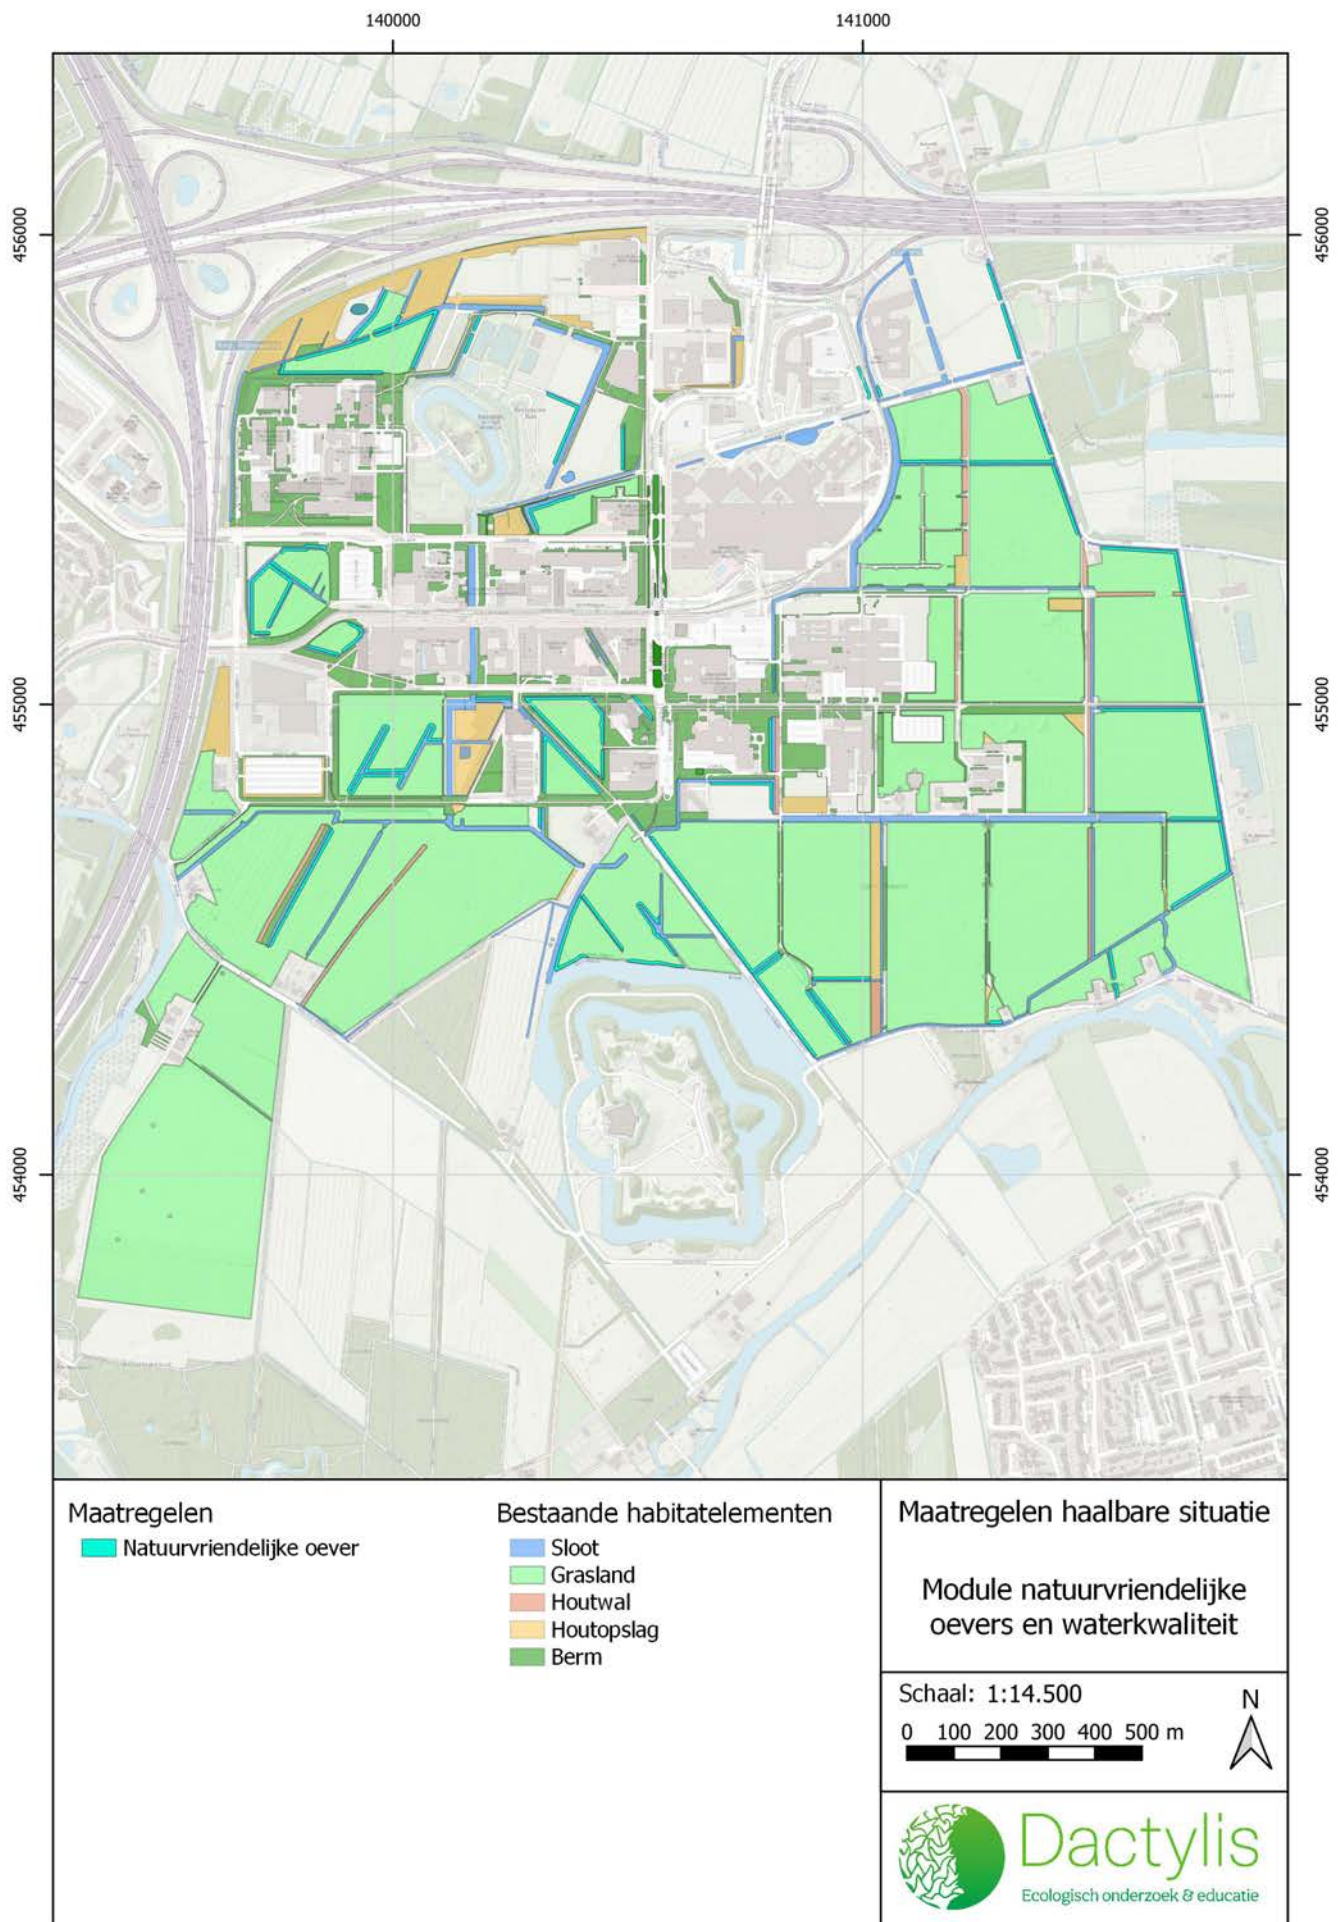 140000
141000
456000
456000
455000
455000
454000
454000
Maatregelen
Natuurvriendelijke oever
Bestaande habitatelementen
Sloot
Grasland
Houtwal
Houtopslag
Berm
Maatregelen haalbare situatie
Module natuurvriendelijke
oevers en waterkwaliteit
Schaal: 1:14.500
0 100 200 300 400 500 m
N
Dactylis
Ecologisch onderzoek & educatie